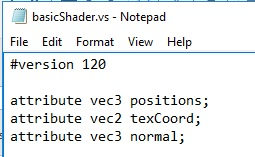 basicShader.vs - Notepad
File Edit Format View Help
#version 120
attribute vec3 positions;
attribute vec2 texCoord;
attribute vec3 normal;